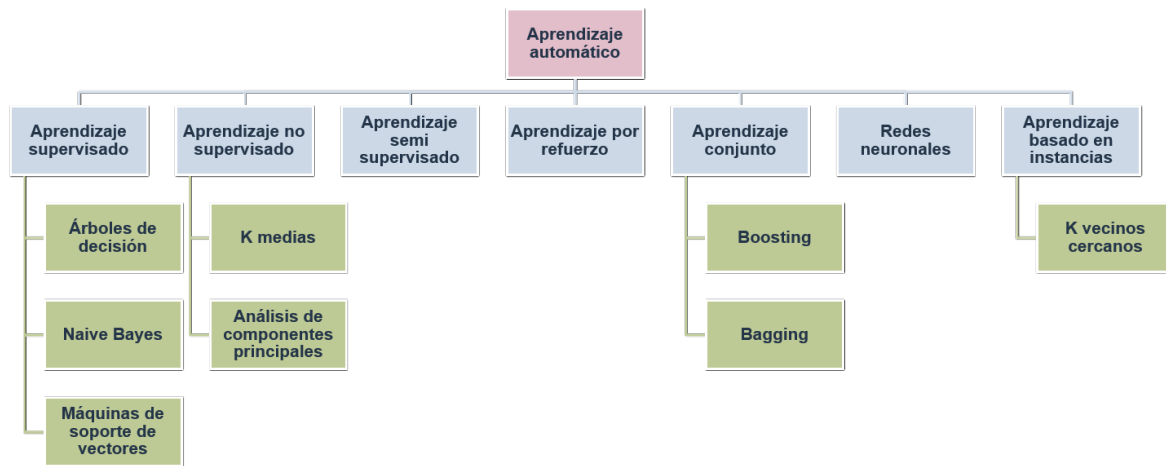 Aprendizaje
automático
Aprendizaje
supervisado
Aprendizaje no
supervisado
Aprendizaje
semi
supervisado
Aprendizaje por
refuerzo
Aprendizaje
conjunto
Redes
neuronales
Aprendizaje
basado en
instancias
Árboles de
decisión
K medias
Boosting
K vecinos
cercanos
Naive Bayes
Análisis de
componentes
principales
Bagging
Máquinas de
soporte de
vectores